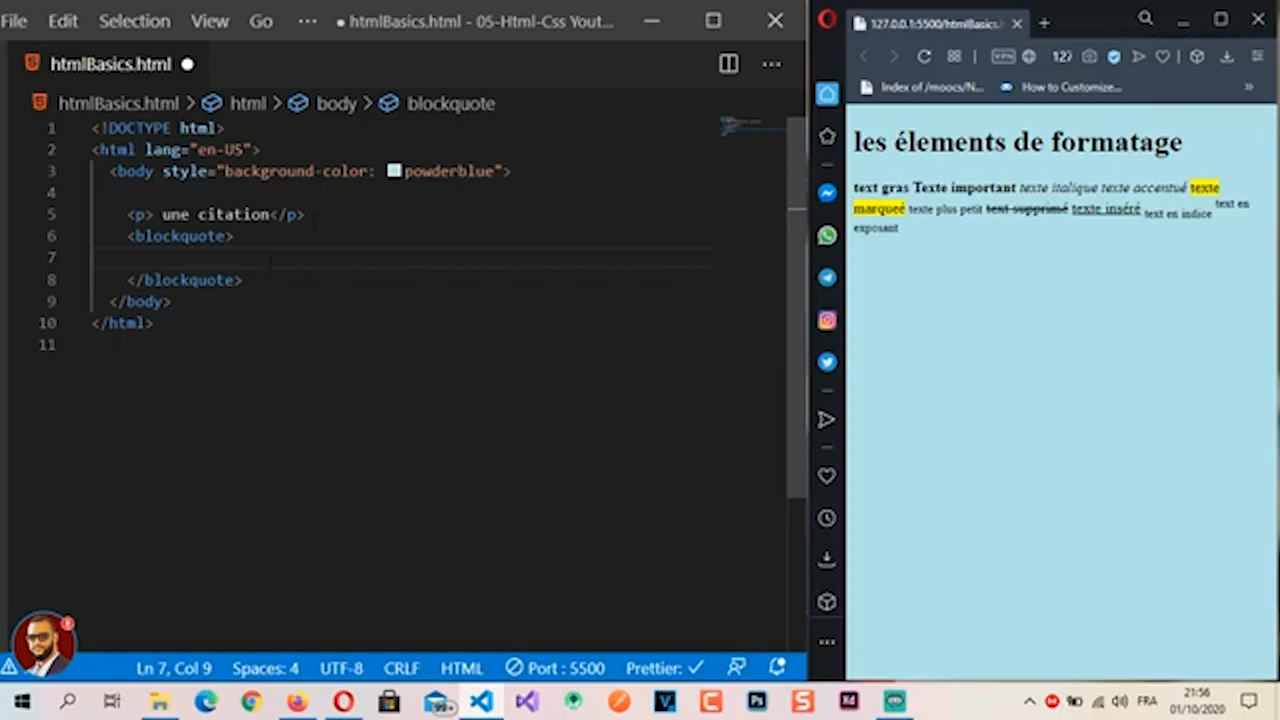 File Edit Selection View Go ··· ● htmlBasics.html - 05-Html-Css Yout...
htmlBasics.html ●
htmlBasics.html > html > body > blockquote
1 <!DOCTYPE html>
2 <html lang="en-US">
3 <body style="background-color: powderblue">
4
5 <p> une citation</p>
6 <blockquote>
7
8 </blockquote>
9 </body>
10 </html>
11
Ln 7, Col 9 Spaces: 4 UTF-8 CRLF HTML Port : 5500 Prettier: ✓
127.0.0.1:5500/htmlBasics.
VPN 127
Index of /moocs/N... How to Customize... »
les élements de formatage
text gras Texte important texte italique texte accentué texte
marqueé texte plus petit text supprimé texte inséré text en indice text en
exposant
99+ FRA 21:56
01/10/2020